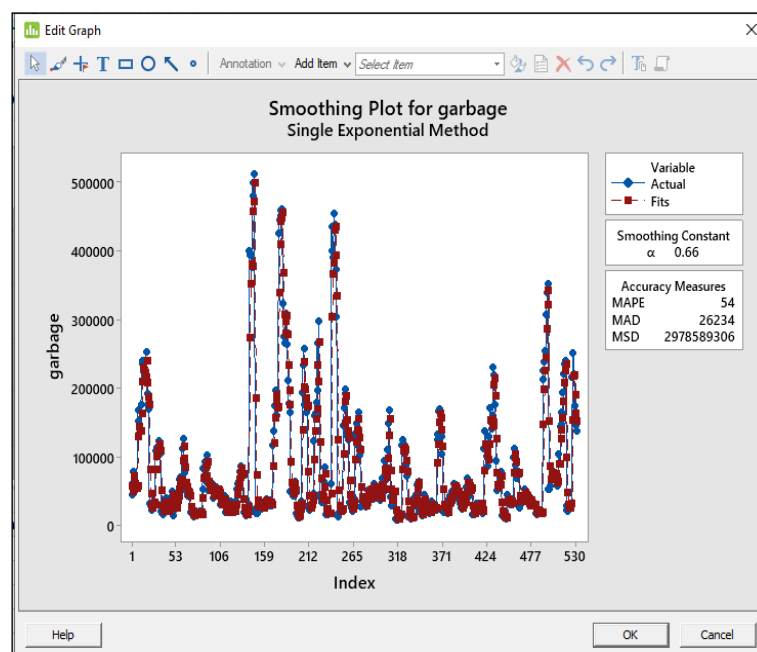 Edit Graph
T Annotation Add Item Select Item T
Smoothing Plot for garbage
Single Exponential Method
Variable
Actual
Fits
Smoothing Constant
α 0.66
Accuracy Measures
MAPE 54
MAD 26234
MSD 2978589306
garbage
500000
400000
300000
200000
100000
0
1 53 106 159 212 265 318 371 424 477 530
Index
Help OK Cancel